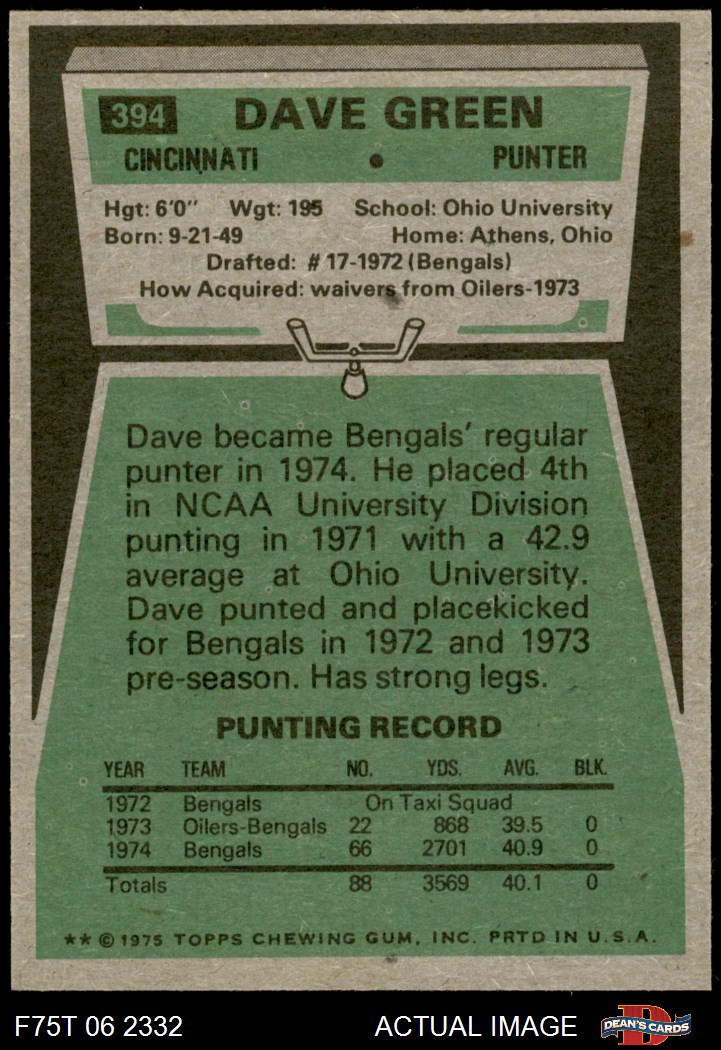 394 DAVE GREEN
CINCINNATI • PUNTER
Hgt: 6'0" Wgt: 195 School: Ohio University
Born: 9-21-49 Home: Athens, Ohio
Drafted: #17-1972 (Bengals)
How Acquired: waivers from Oilers-1973
Dave became Bengals' regular
punter in 1974. He placed 4th
in NCAA University Division
punting in 1971 with a 42.9
average at Ohio University.
Dave punted and placekicked
for Bengals in 1972 and 1973
pre-season. Has strong legs.
PUNTING RECORD
YEAR TEAM NO. YDS. AVG. BLK.
1972 Bengals On Taxi Squad
1973 Oilers-Bengals 22 868 39.5 0
1974 Bengals 66 2701 40.9 0
Totals 88 3569 40.1 0
** © 1975 TOPPS CHEWING GUM, INC. PRTD IN U.S.A.
F75T 06 2332 ACTUAL IMAGE D DEAN'S CARDS